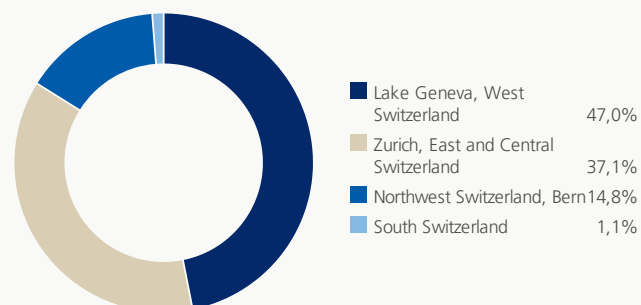 Lake Geneva, West
Switzerland 47,0%
Zurich, East and Central
Switzerland 37,1%
Northwest Switzerland, Bern14,8%
South Switzerland 1,1%